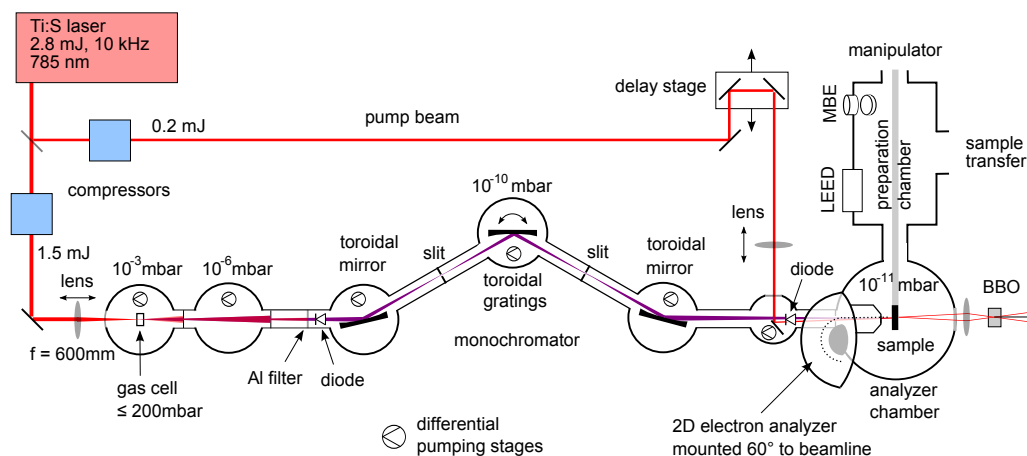 Ti:S laser
2.8 mJ, 10 kHz
785 nm
0.2 mJ
pump beam
delay stage
manipulator
MBE
LEED
preparation
chamber
sample
transfer
compressors
1.5 mJ
lens
f = 600mm
10⁻³ mbar
10⁻⁶ mbar
gas cell
≤ 200mbar
Al filter
diode
toroidal
mirror
slit
10⁻¹⁰ mbar
toroidal
gratings
monochromator
slit
toroidal
mirror
lens
diode
10⁻¹¹ mbar
BBO
sample
analyzer
chamber
2D electron analyzer
mounted 60° to beamline
differential
pumping stages